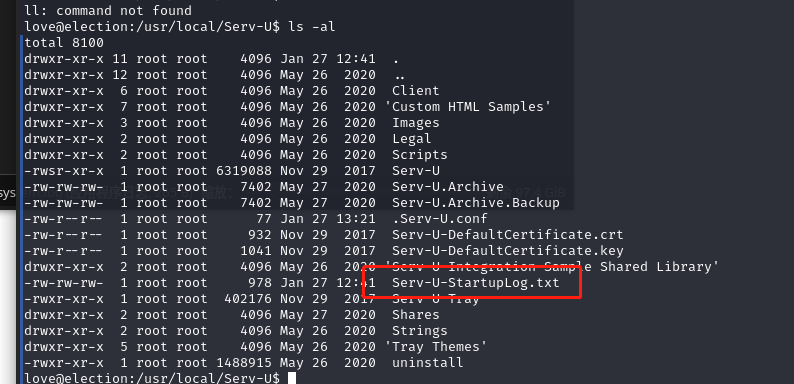 ll: command not found
love@election:/usr/local/Serv-U$ ls -al
total 8100
drwxr-xr-x 11 root root    4096 Jan 27 12:41  .
drwxr-xr-x 12 root root    4096 May 26  2020  ..
drwxr-xr-x  6 root root    4096 May 26  2020  Client
drwxr-xr-x  7 root root    4096 May 26  2020 'Custom HTML Samples'
drwxr-xr-x  3 root root    4096 May 26  2020  Images
drwxr-xr-x  2 root root    4096 May 26  2020  Legal
drwxr-xr-x  2 root root    4096 May 26  2020  Scripts
-rwsr-xr-x  1 root root 6319088 Nov 29  2017  Serv-U
-rw-rw-rw-  1 root root    7402 May 27  2020  Serv-U.Archive
-rw-rw-rw-  1 root root    7402 May 27  2020  Serv-U.Archive.Backup
-rw-r--r--  1 root root      77 Jan 27 13:21  .Serv-U.conf
-rw-r--r--  1 root root     932 Nov 29  2017  Serv-U-DefaultCertificate.crt
-rw-r--r--  1 root root    1041 Nov 29  2017  Serv-U-DefaultCertificate.key
drwxr-xr-x  2 root root    4096 May 26  2020 'Serv-U Integration Sample Shared Library'
-rw-rw-rw-  1 root root     978 Jan 27 12:41  Serv-U-StartupLog.txt
-rwxr-xr-x  1 root root  402176 Nov 29  2017  Serv-U-Tray
drwxr-xr-x  2 root root    4096 May 27  2020  Shares
drwxr-xr-x  2 root root    4096 May 26  2020  Strings
drwxr-xr-x  5 root root    4096 May 26  2020 'Tray Themes'
-rwxr-xr-x  1 root root 1488915 May 26  2020  uninstall
love@election:/usr/local/Serv-U$
sys